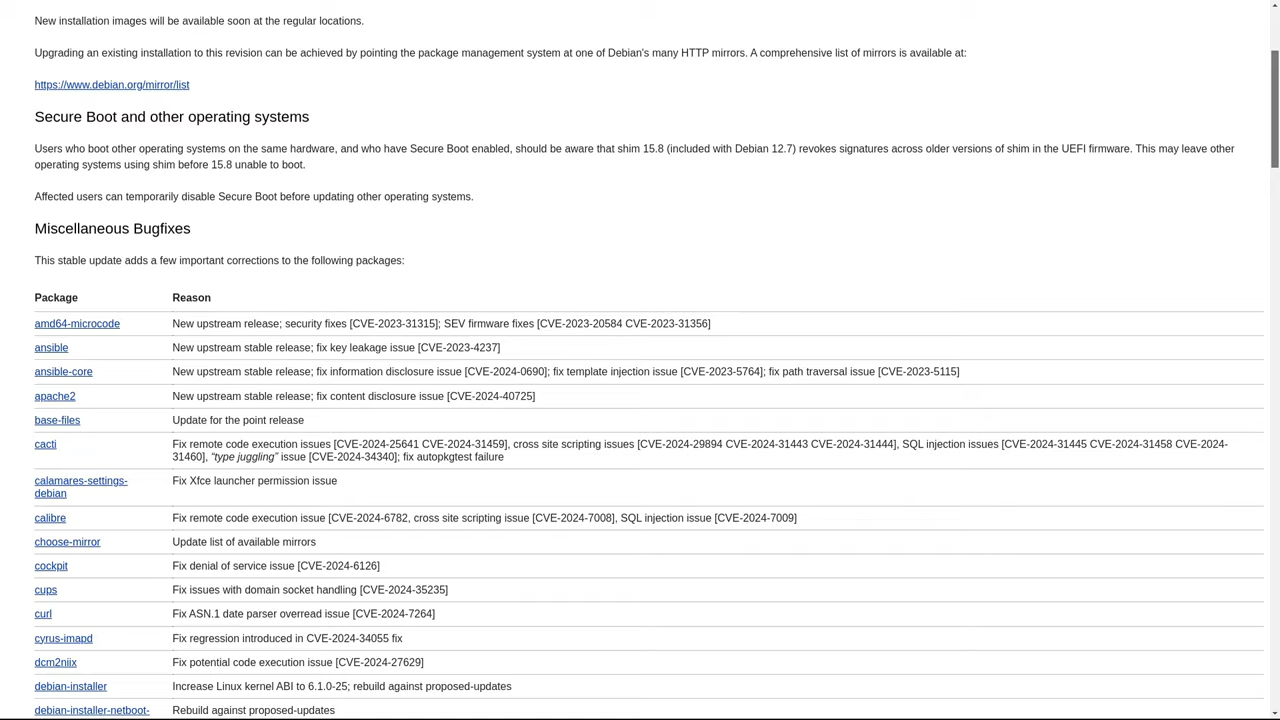 New installation images will be available soon at the regular locations.
Upgrading an existing installation to this revision can be achieved by pointing the package management system at one of Debian's many HTTP mirrors. A comprehensive list of mirrors is available at:
https://www.debian.org/mirror/list
Secure Boot and other operating systems
Users who boot other operating systems on the same hardware, and who have Secure Boot enabled, should be aware that shim 15.8 (included with Debian 12.7) revokes signatures across older versions of shim in the UEFI firmware. This may leave other
operating systems using shim before 15.8 unable to boot.
Affected users can temporarily disable Secure Boot before updating other operating systems.
Miscellaneous Bugfixes
This stable update adds a few important corrections to the following packages:
Package Reason
amd64-microcode New upstream release; security fixes [CVE-2023-31315]; SEV firmware fixes [CVE-2023-20584 CVE-2023-31356]
ansible New upstream stable release; fix key leakage issue [CVE-2023-4237]
ansible-core New upstream stable release; fix information disclosure issue [CVE-2024-0690]; fix template injection issue [CVE-2023-5764]; fix path traversal issue [CVE-2023-5115]
apache2 New upstream stable release; fix content disclosure issue [CVE-2024-40725]
base-files Update for the point release
cacti Fix remote code execution issues [CVE-2024-25641 CVE-2024-31459], cross site scripting issues [CVE-2024-29894 CVE-2024-31443 CVE-2024-31444], SQL injection issues [CVE-2024-31445 CVE-2024-31458 CVE-2024-
31460], “type juggling” issue [CVE-2024-34340]; fix autopkgtest failure
calamares-settings- Fix Xfce launcher permission issue
debian
calibre Fix remote code execution issue [CVE-2024-6782, cross site scripting issue [CVE-2024-7008], SQL injection issue [CVE-2024-7009]
choose-mirror Update list of available mirrors
cockpit Fix denial of service issue [CVE-2024-6126]
cups Fix issues with domain socket handling [CVE-2024-35235]
curl Fix ASN.1 date parser overread issue [CVE-2024-7264]
cyrus-imapd Fix regression introduced in CVE-2024-34055 fix
dcm2niix Fix potential code execution issue [CVE-2024-27629]
debian-installer Increase Linux kernel ABI to 6.1.0-25; rebuild against proposed-updates
debian-installer-netboot- Rebuild against proposed-updates